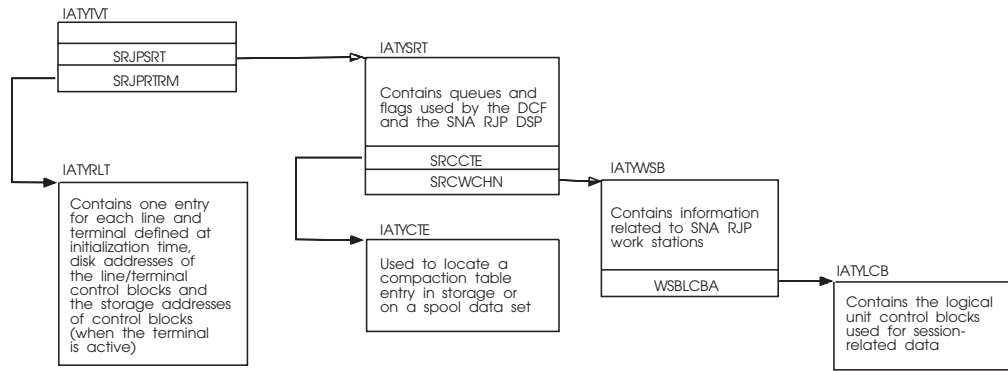 IATYTVT
SRJPSRT
SRJPRTRM
IATYSRT
Contains queues and
flags used by the DCF
and the SNA RJP DSP
SRCCTE
SRCWCHN
IATYRLT
Contains one entry
for each line and
terminal defined at
initialization time,
disk addresses of
the line/terminal
control blocks and
the storage addresses
of control blocks
(when the terminal
is active)
IATYCTE
Used to locate a
compaction table
entry in storage or
on a spool data set
IATYWSB
Contains information
related to SNA RJP
work stations
WSBLCBA
IATYLCB
Contains the logical
unit control blocks
used for session-
related data